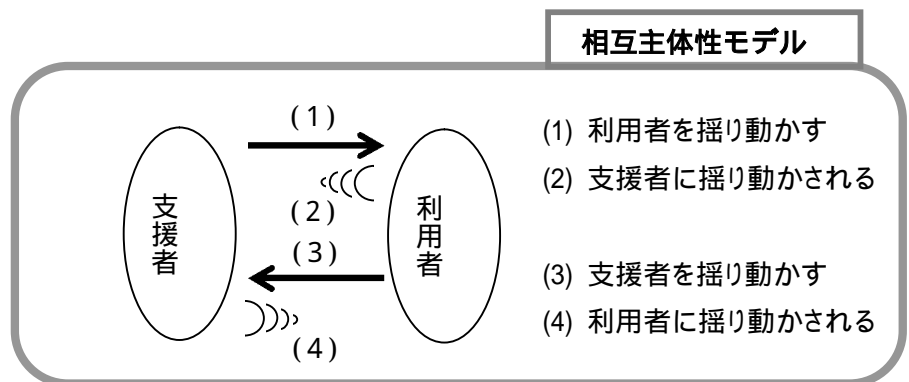 相互主体性モデル
(1)
(2)
(3)
(4)
支援者
利用者
(1) 利用者を揺り動かす
(2) 支援者に揺り動かされる
(3) 支援者を揺り動かす
(4) 利用者に揺り動かされる